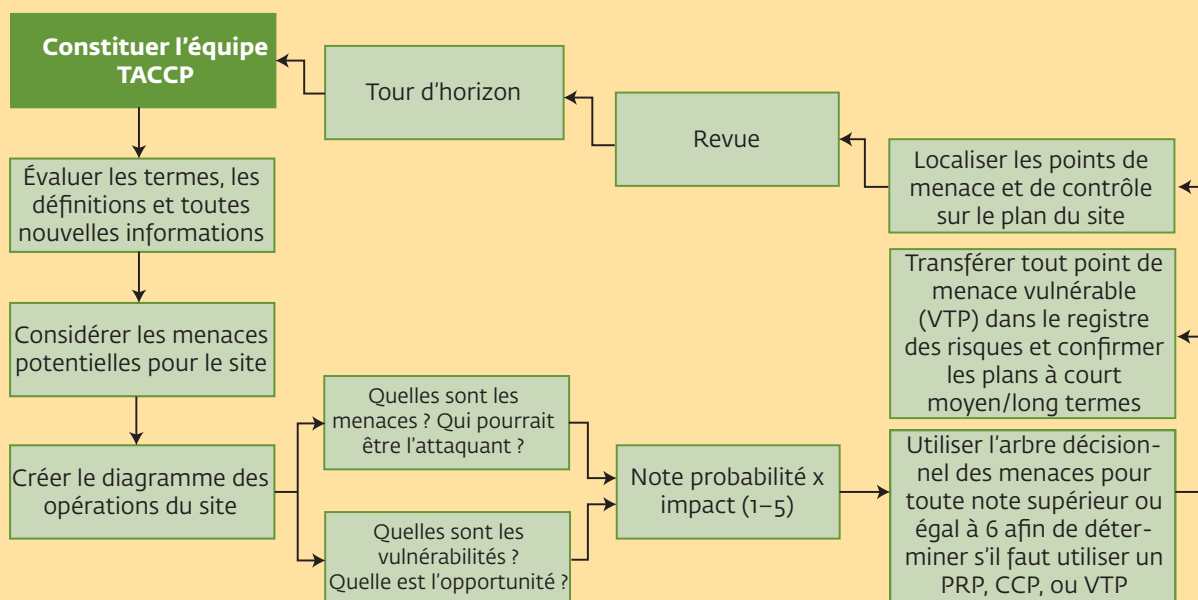 Constituer l'équipe
TACCP
Tour d'horizon
Revue
Localiser les points de
menace et de contrôle
sur le plan du site
Évaluer les termes, les
définitions et toutes
nouvelles informations
Transférer tout point de
menace vulnérable
(VTP) dans le registre
des risques et confirmer
les plans à court
moyen/long termes
Considérer les menaces
potentielles pour le site
Quelles sont les
menaces ? Qui pourrait
être l'attaquant ?
Créer le diagramme des
opérations du site
Note probabilité x
impact (1–5)
Utiliser l'arbre décision-
nel des menaces pour
toute note supérieur ou
égal à 6 afin de déter-
miner s'il faut utiliser un
PRP, CCP, ou VTP
Quelles sont les
vulnérabilités ?
Quelle est l'opportunité ?